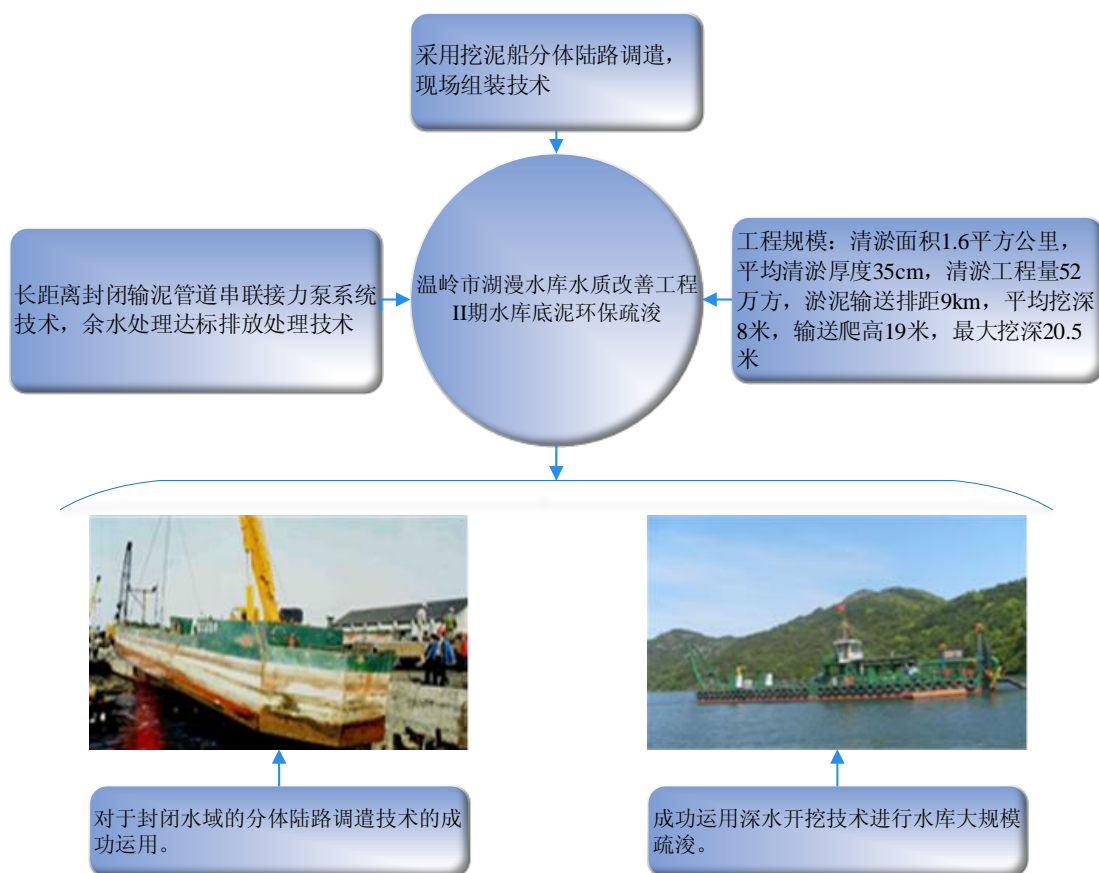 采用挖泥船分体陆路调遣，
现场组装技术
长距离封闭输泥管道串联接力泵系统
技术，余水处理达标排放处理技术
温岭市湖漫水库水质改善工程
II期水库底泥环保疏浚
工程规模：清淤面积1.6平方公里，
平均清淤厚度35cm，清淤工程量52
万方，淤泥输送排距9km，平均挖深
8米，输送爬高19米，最大挖深20.5
米
对于封闭水域的分体陆路调遣技术的成
功运用。
成功运用深水开挖技术进行水库大规模
疏浚。